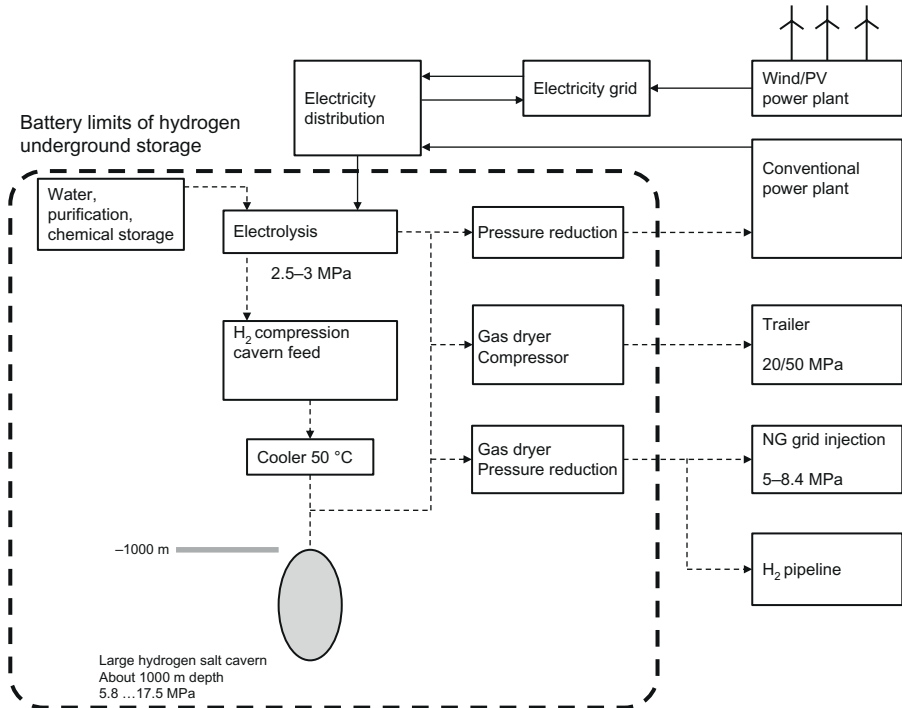 Wind/PV
power plant
Electricity grid
Electricity
distribution
Battery limits of hydrogen
underground storage
Conventional
power plant
Water,
purification,
chemical storage
Electrolysis
Pressure reduction
2.5–3 MPa
H₂ compression
cavern feed
Gas dryer
Compressor
Trailer
20/50 MPa
Cooler 50 °C
Gas dryer
Pressure reduction
NG grid injection
5–8.4 MPa
–1000 m
H₂ pipeline
Large hydrogen salt cavern
About 1000 m depth
5.8 ...17.5 MPa